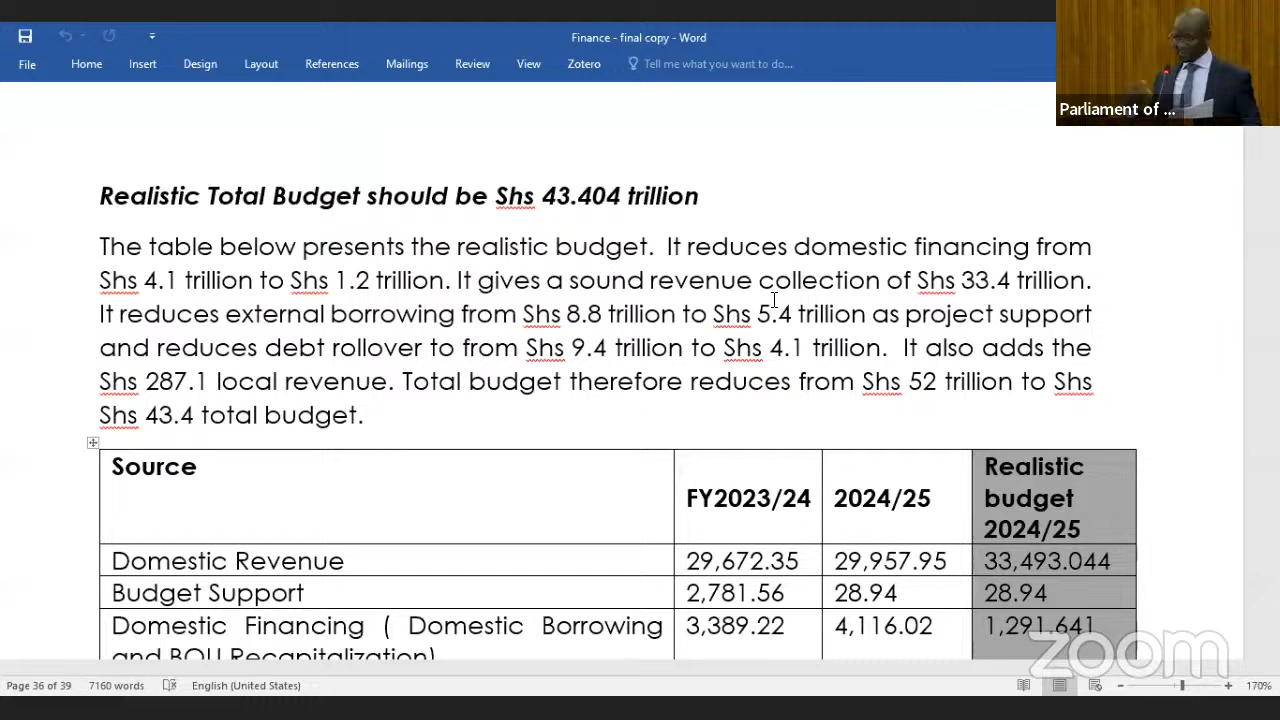 Finance - final copy - Word
File Home Insert Design Layout References Mailings Review View Zotero Tell me what you want to do...
Parliament of ...
Realistic Total Budget should be Shs 43.404 trillion
The table below presents the realistic budget. It reduces domestic financing from
Shs 4.1 trillion to Shs 1.2 trillion. It gives a sound revenue collection of Shs 33.4 trillion.
It reduces external borrowing from Shs 8.8 trillion to Shs 5.4 trillion as project support
and reduces debt rollover to from Shs 9.4 trillion to Shs 4.1 trillion. It also adds the
Shs 287.1 local revenue. Total budget therefore reduces from Shs 52 trillion to Shs
Shs 43.4 total budget.
Source FY2023/24 2024/25 Realistic
budget
2024/25
Domestic Revenue 29,672.35 29,957.95 33,493.044
Budget Support 2,781.56 28.94 28.94
Domestic Financing ( Domestic Borrowing 3,389.22 4,116.02 1,291.641
and BOU Recapitalization)
zoom
Page 36 of 39 7160 words English (United States) 170%